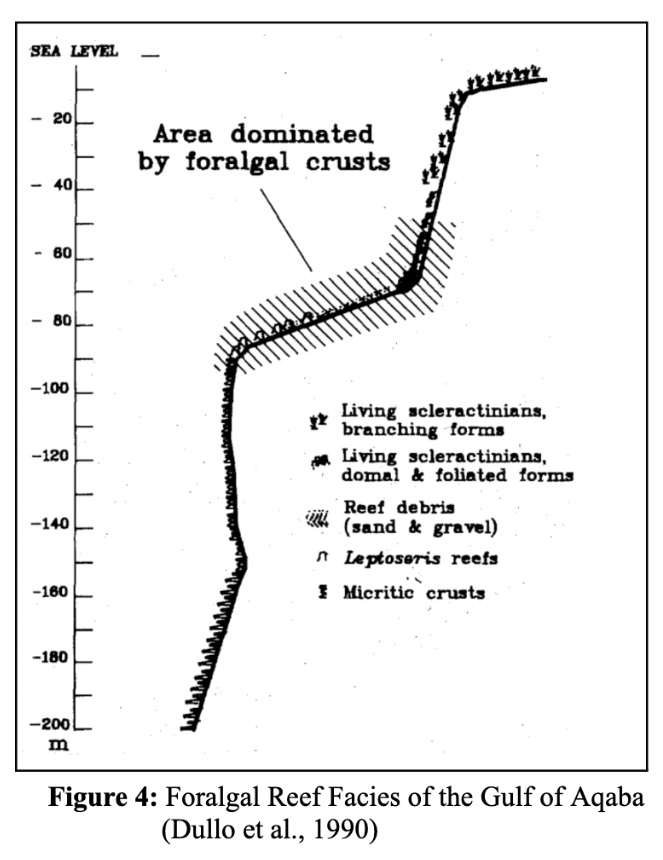 SEA LEVEL
- 20
Area dominated
by foralgal crusts
- 40
- 60
- 80
-100
Living scleractinians,
branching forms
-120
Living scleractinians,
domal & foliated forms
Reef debris
(sand & gravel)
-140
Leptoseris reefs
-160
Micritic crusts
-180
-200
m
Figure 4: Foralgal Reef Facies of the Gulf of Aqaba
(Dullo et al., 1990)